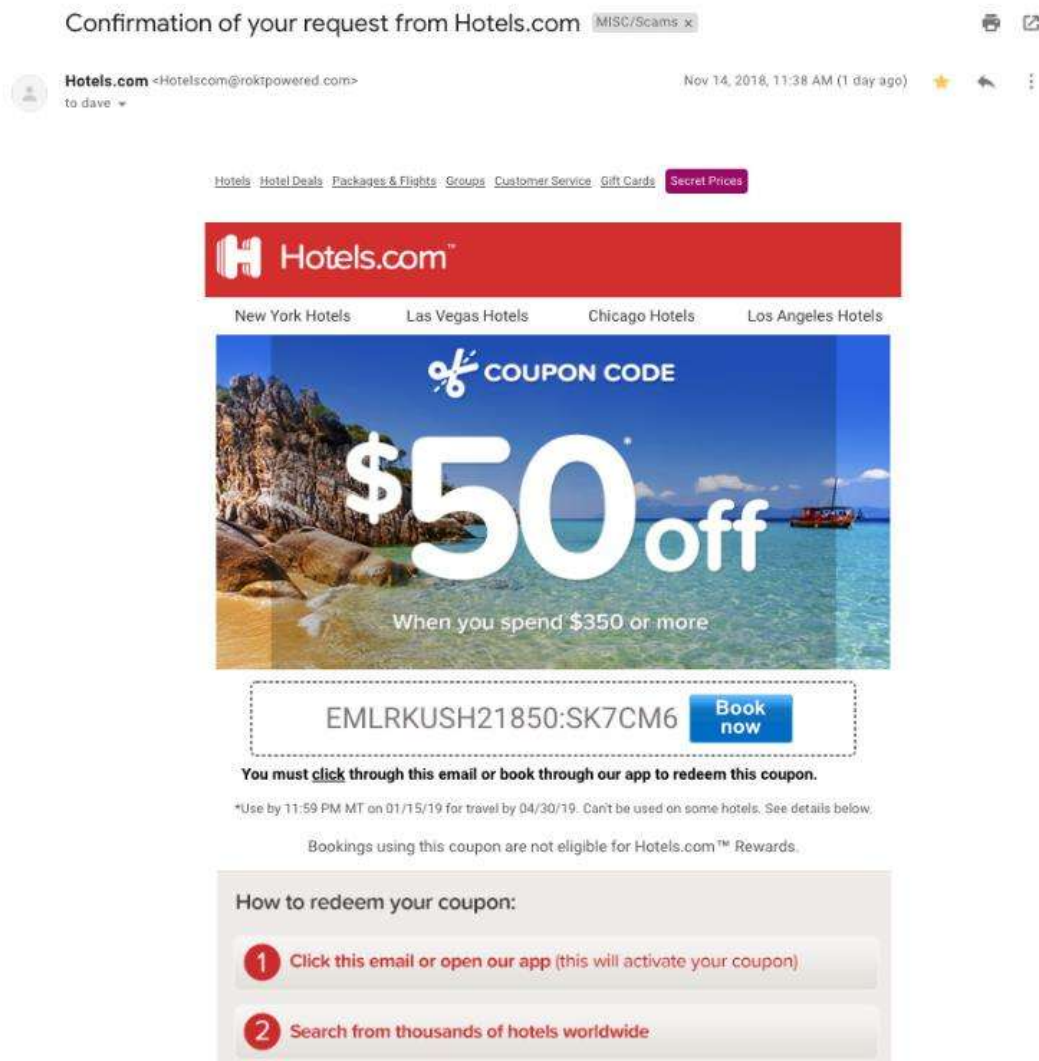 Confirmation of your request from Hotels.com MISC/Scams x
Hotels.com <Hotelscom@roktpowered.com> Nov 14, 2018, 11:38 AM (1 day ago)
to dave
Hotels Hotel Deals Packages & Flights Groups Customer Service Gift Cards Secret Prices
H Hotels.com™
New York Hotels Las Vegas Hotels Chicago Hotels Los Angeles Hotels
COUPON CODE
$50* off
When you spend $350 or more
EMLRKUSH21850:SK7CM6 Book now
You must click through this email or book through our app to redeem this coupon.
*Use by 11:59 PM MT on 01/15/19 for travel by 04/30/19. Can't be used on some hotels. See details below.
Bookings using this coupon are not eligible for Hotels.com™ Rewards.
How to redeem your coupon:
1 Click this email or open our app (this will activate your coupon)
2 Search from thousands of hotels worldwide